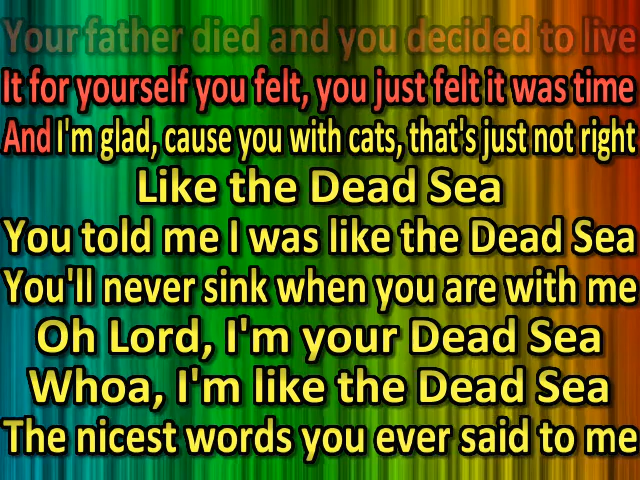 Your father died and you decided to live
It for yourself you felt, you just felt it was time
And I'm glad, cause you with cats, that's just not right
Like the Dead Sea
You told me I was like the Dead Sea
You'll never sink when you are with me
Oh Lord, I'm your Dead Sea
Whoa, I'm like the Dead Sea
The nicest words you ever said to me